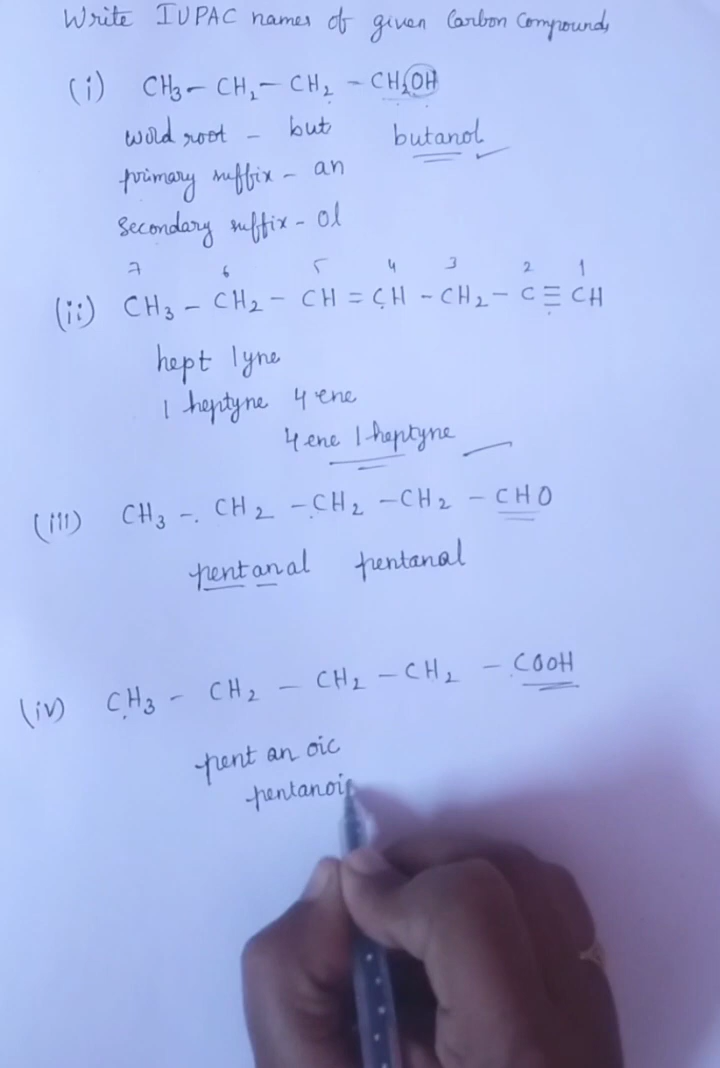 Write IUPAC names of given Carbon Compounds
(i) CH₃ – CH₂ – CH₂ – CH₂OH
word root – but butanol
primary suffix – an
secondary suffix – ol
7 6 5 4 3 2 1
(ii) CH₃ – CH₂ – CH = CH – CH₂ – C ≡ CH
hept 1yne
1 heptyne 4 ene
4 ene 1 heptyne
(iii) CH₃ – CH₂ – CH₂ – CH₂ – CHO
pentanal pentanal
(iv) CH₃ – CH₂ – CH₂ – CH₂ – COOH
pent an oic
pentanoi